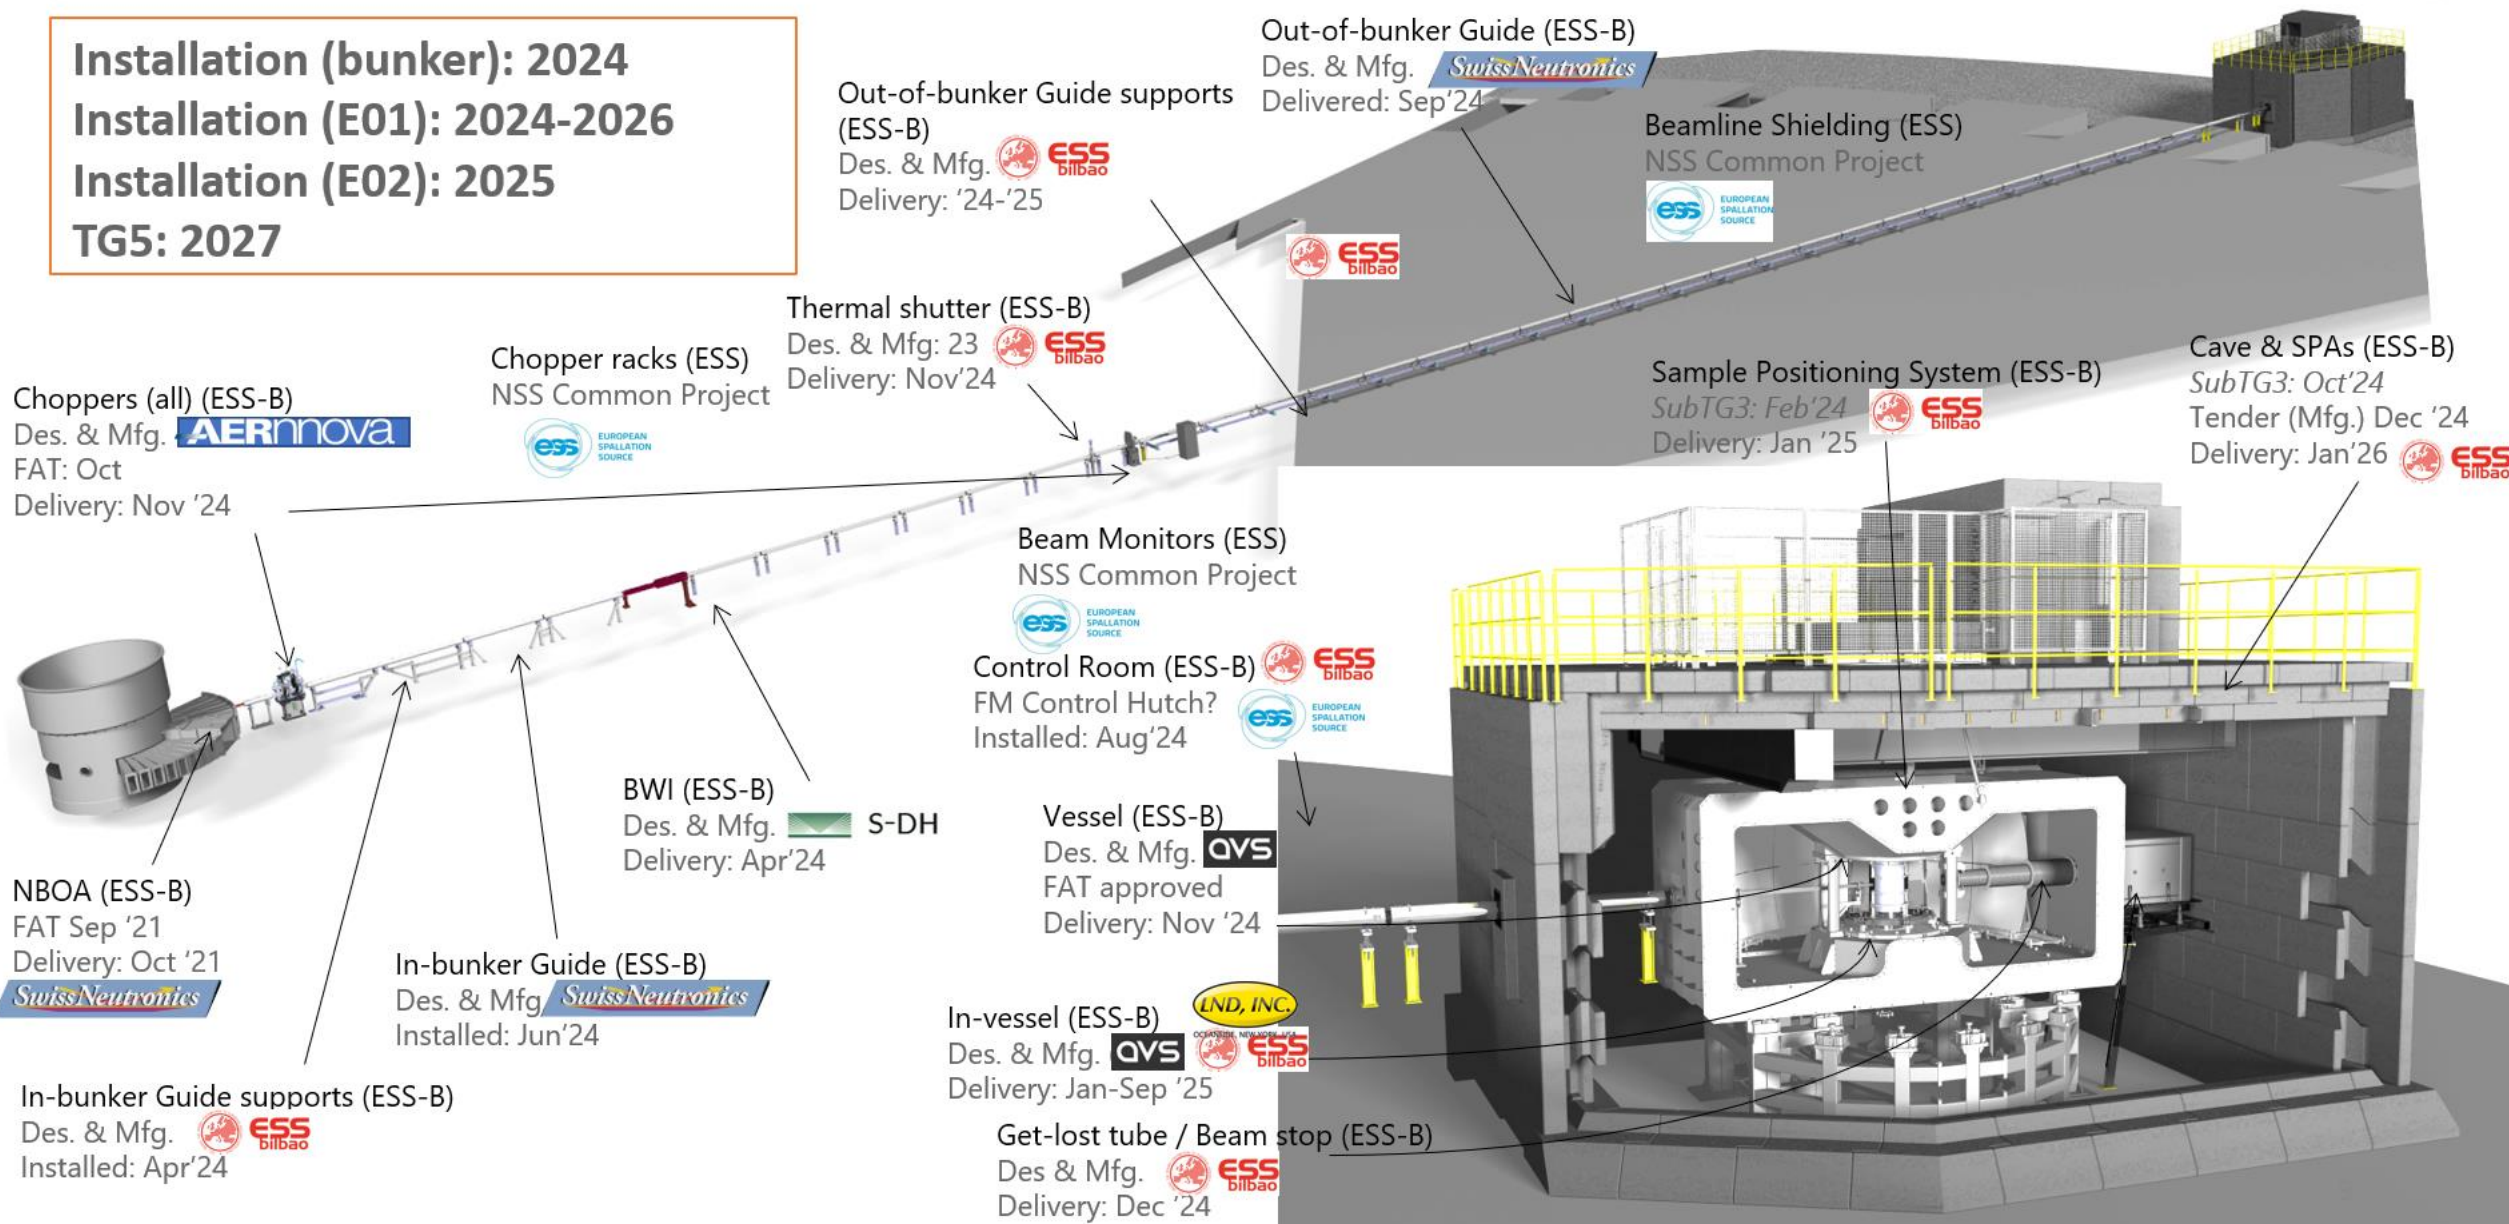 Installation (bunker): 2024
Installation (E01): 2024-2026
Installation (E02): 2025
TG5: 2027
Out-of-bunker Guide (ESS-B)
Des. & Mfg. SwissNeutronics
Delivered: Sep'24
Out-of-bunker Guide supports
(ESS-B)
Des. & Mfg. ESS bilbao
Delivery: '24-'25
Beamline Shielding (ESS)
NSS Common Project
ess EUROPEAN
SPALLATION
SOURCE
ESS bilbao
Thermal shutter (ESS-B)
Des. & Mfg: 23 ESS bilbao
Delivery: Nov'24
Chopper racks (ESS)
NSS Common Project
ess EUROPEAN
SPALLATION
SOURCE
Choppers (all) (ESS-B)
Des. & Mfg. AERnnova
FAT: Oct
Delivery: Nov '24
Sample Positioning System (ESS-B)
SubTG3: Feb'24 ESS bilbao
Delivery: Jan '25
Cave & SPAs (ESS-B)
SubTG3: Oct'24
Tender (Mfg.) Dec '24
Delivery: Jan'26 ESS bilbao
Beam Monitors (ESS)
NSS Common Project
ess EUROPEAN
SPALLATION
SOURCE
Control Room (ESS-B) ESS bilbao
FM Control Hutch?
Installed: Aug'24
ess EUROPEAN
SPALLATION
SOURCE
BWI (ESS-B)
Des. & Mfg. S-DH
Delivery: Apr'24
Vessel (ESS-B)
Des. & Mfg. AVS
FAT approved
Delivery: Nov '24
NBOA (ESS-B)
FAT Sep '21
Delivery: Oct '21
SwissNeutronics
In-bunker Guide (ESS-B)
Des. & Mfg SwissNeutronics
Installed: Jun'24
In-vessel (ESS-B) LND, INC.
OCEANSIDE, NEW YORK, USA
Des. & Mfg. AVS ESS bilbao
Delivery: Jan-Sep '25
In-bunker Guide supports (ESS-B)
Des. & Mfg. ESS bilbao
Installed: Apr'24
Get-lost tube / Beam stop (ESS-B)
Des & Mfg. ESS bilbao
Delivery: Dec '24